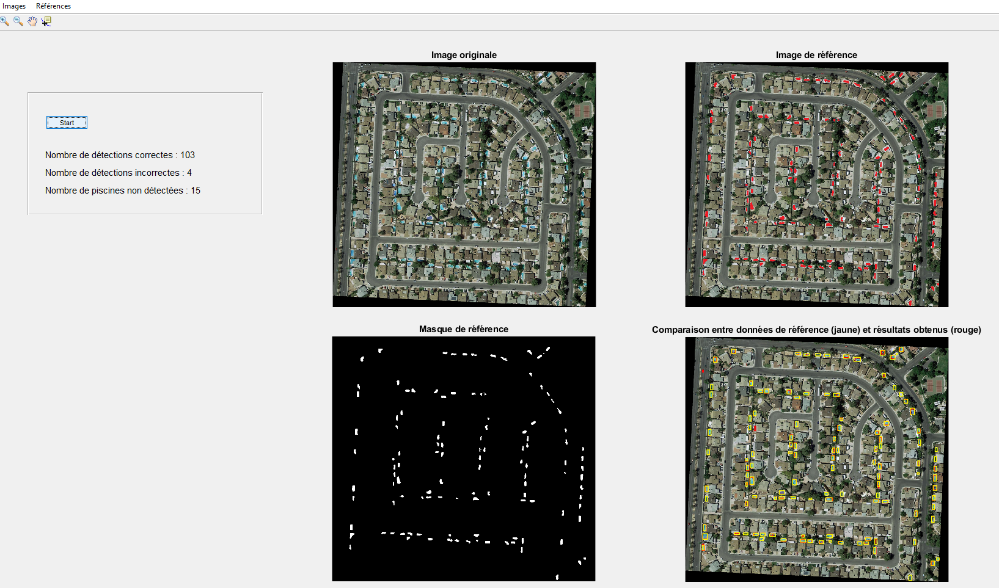 Images Références
Start
Nombre de détections correctes : 103
Nombre de détections incorrectes : 4
Nombre de piscines non détectées : 15
Image originale
Image de référence
Masque de référence
Comparaison entre données de référence (jaune) et résultats obtenus (rouge)